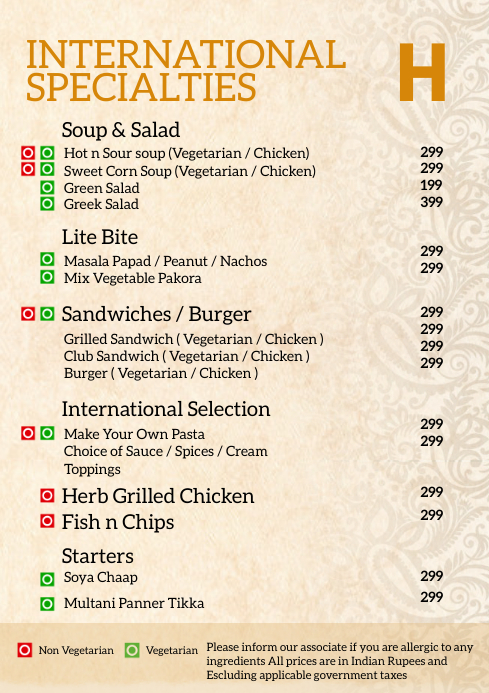 INTERNATIONAL
SPECIALTIES
H
Soup & Salad
Hot n Sour soup (Vegetarian / Chicken) 299
Sweet Corn Soup (Vegetarian / Chicken) 299
Green Salad 199
Greek Salad 399
Lite Bite
Masala Papad / Peanut / Nachos 299
Mix Vegetable Pakora 299
Sandwiches / Burger 299
299
Grilled Sandwich ( Vegetarian / Chicken ) 299
Club Sandwich ( Vegetarian / Chicken ) 299
Burger ( Vegetarian / Chicken )
International Selection
299
Make Your Own Pasta 299
Choice of Sauce / Spices / Cream
Toppings
Herb Grilled Chicken 299
Fish n Chips 299
Starters
Soya Chaap 299
Multani Panner Tikka 299
Non Vegetarian Vegetarian
Please inform our associate if you are allergic to any
ingredients All prices are in Indian Rupees and
Escluding applicable government taxes